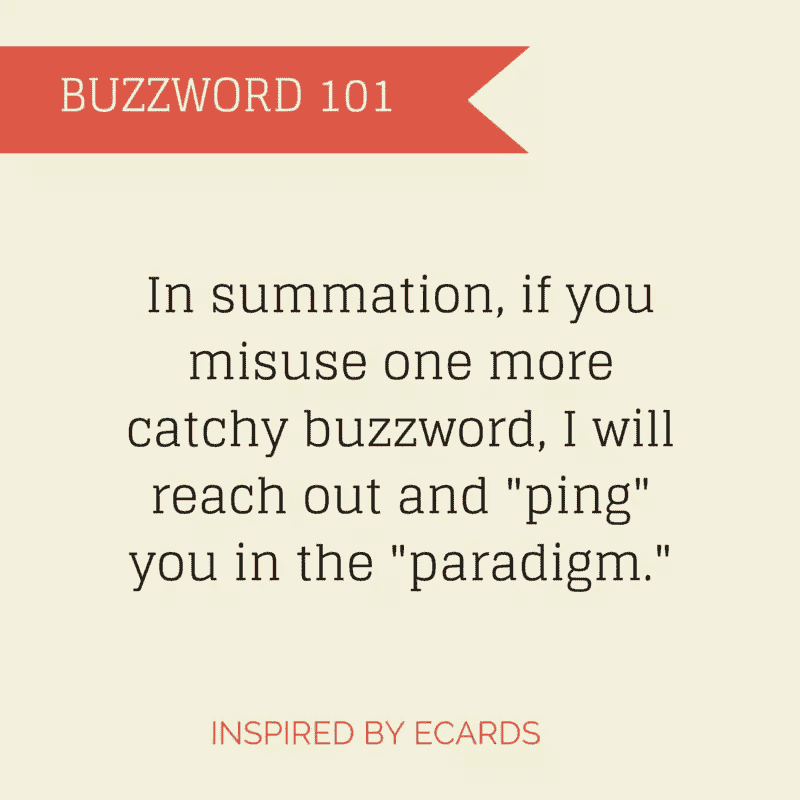 BUZZWORD 101
In summation, if you
misuse one more
catchy buzzword, I will
reach out and "ping"
you in the "paradigm."
INSPIRED BY ECARDS